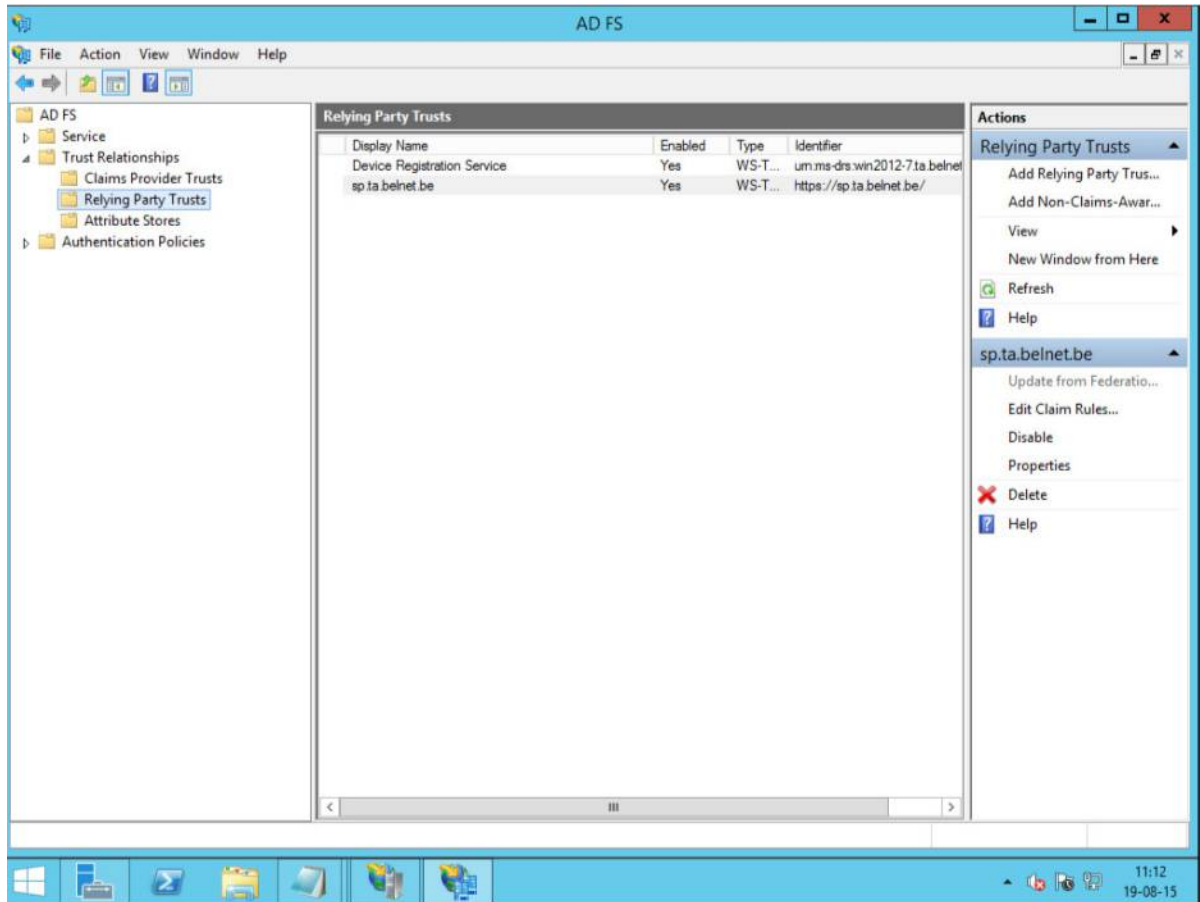 AD FS
File Action View Window Help
AD FS
Service
Trust Relationships
Claims Provider Trusts
Relying Party Trusts
Attribute Stores
Authentication Policies
Relying Party Trusts
Display Name Enabled Type Identifier
Device Registration Service Yes WS-T... urn:ms-drs:win2012-7.ta.belnet
sp.ta.belnet.be Yes WS-T... https://sp.ta.belnet.be/
Actions
Relying Party Trusts
Add Relying Party Trus...
Add Non-Claims-Awar...
View
New Window from Here
Refresh
Help
sp.ta.belnet.be
Update from Federatio...
Edit Claim Rules...
Disable
Properties
Delete
Help
11:12
19-08-15